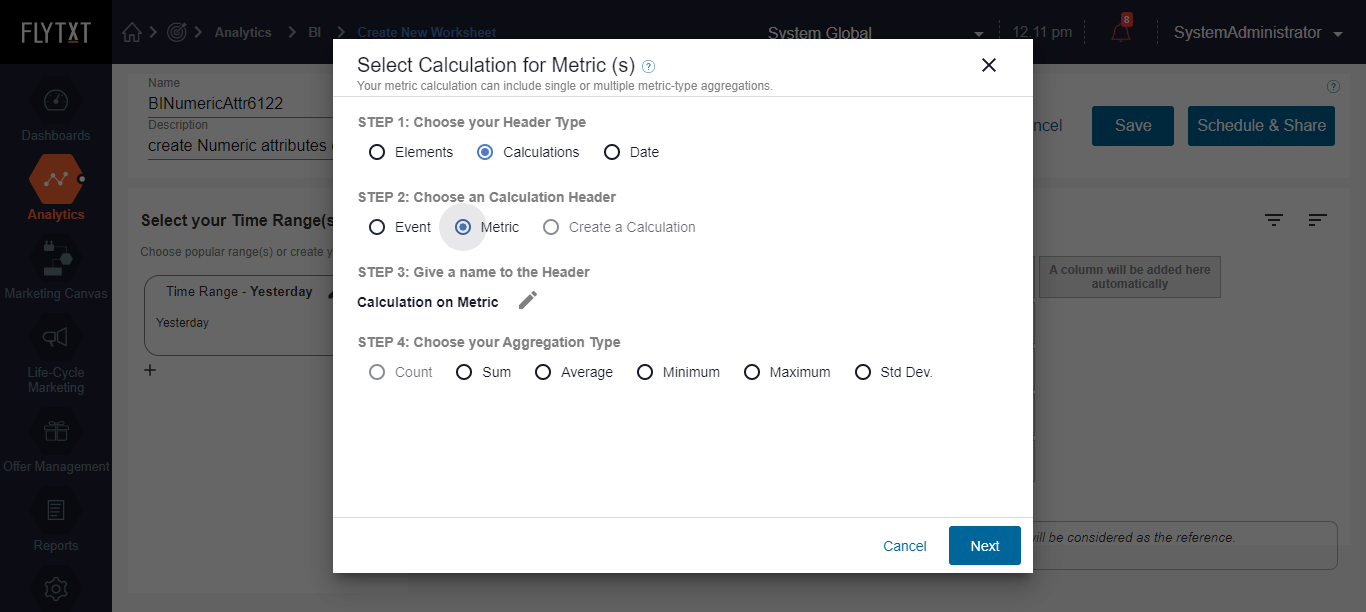 FLYTXT
Analytics
BI
Create New Worksheet
System Global
12.11 pm
8
SystemAdministrator
Dashboards
Analytics
Marketing Canvas
Life-Cycle
Marketing
Offer Management
Reports
Name
BINumericAttr6122
Description
create Numeric attributes
Save
Schedule & Share
Select your Time Range(s
Choose popular range(s) or create y
Time Range - Yesterday
Yesterday
+
A column will be added here
automatically
will be considered as the reference.
Select Calculation for Metric (s)
Your metric calculation can include single or multiple metric-type aggregations.
STEP 1: Choose your Header Type
Elements Calculations Date
STEP 2: Choose an Calculation Header
Event Metric Create a Calculation
STEP 3: Give a name to the Header
Calculation on Metric
STEP 4: Choose your Aggregation Type
Count Sum Average Minimum Maximum Std Dev.
Cancel Next